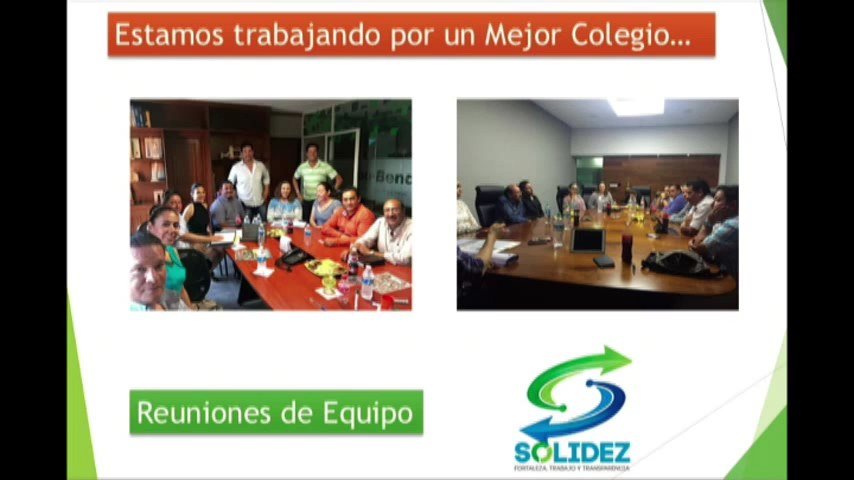 Estamos trabajando por un Mejor Colegio...
Reuniones de Equipo
SOLIDEZ
FORTALEZA, TRABAJO Y TRANSPARENCIA